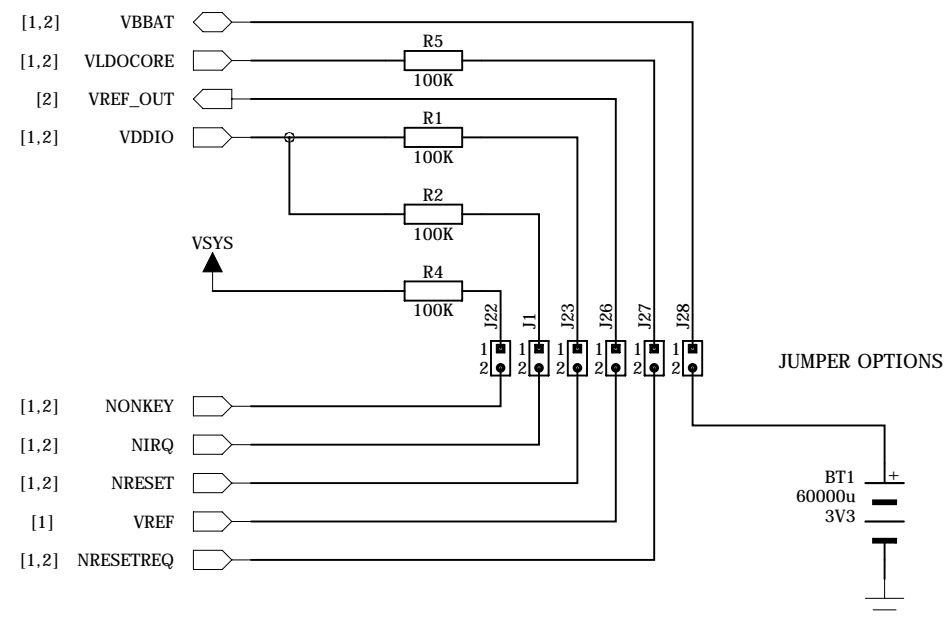 [1,2] VBBAT
R5
[1,2] VLDOCORE
100K
[2] VREF_OUT
R1
[1,2] VDDIO
100K
R2
100K
VSYS
R4
100K
J22 J1 J23 J26 J27 J28
1 1 1 1 1 1
2 2 2 2 2 2
JUMPER OPTIONS
[1,2] NONKEY
[1,2] NIRQ
[1,2] NRESET
[1] VREF
[1,2] NRESETREQ
BT1 +
60000u
3V3